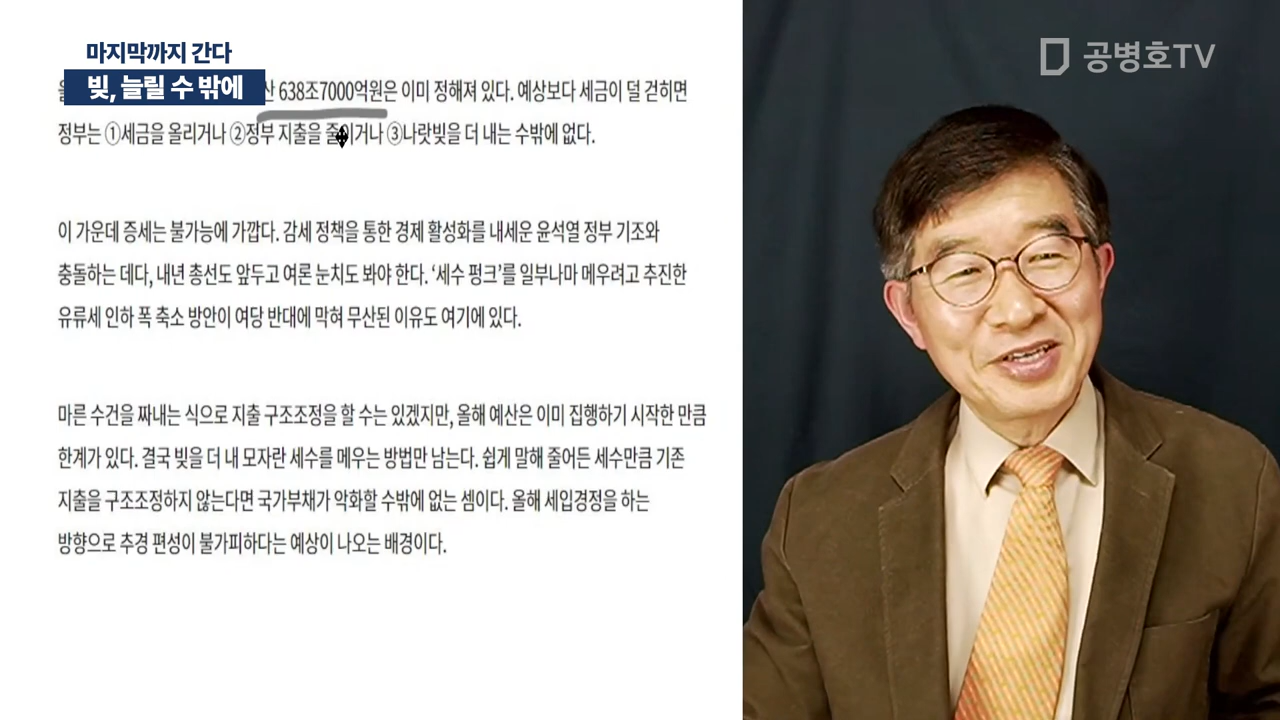 마지막까지 간다
빚, 늘릴 수 밖에
공병호TV
산 638조7000억원은 이미 정해져 있다. 예상보다 세금이 덜 걷히면
정부는 ①세금을 올리거나 ②정부 지출을 줄이거나 ③나랏빚을 더 내는 수밖에 없다.
이 가운데 증세는 불가능에 가깝다. 감세 정책을 통한 경제 활성화를 내세운 윤석열 정부 기조와
충돌하는 데다, 내년 총선도 앞두고 여론 눈치도 봐야 한다. ‘세수 펑크’를 일부나마 메우려고 추진한
유류세 인하 폭 축소 방안이 여당 반대에 막혀 무산된 이유도 여기에 있다.
마른 수건을 짜내는 식으로 지출 구조조정을 할 수는 있겠지만, 올해 예산은 이미 집행하기 시작한 만큼
한계가 있다. 결국 빚을 더 내 모자란 세수를 메우는 방법만 남는다. 쉽게 말해 줄어든 세수만큼 기존
지출을 구조조정하지 않는다면 국가부채가 악화할 수밖에 없는 셈이다. 올해 세입경정을 하는
방향으로 추경 편성이 불가피하다는 예상이 나오는 배경이다.